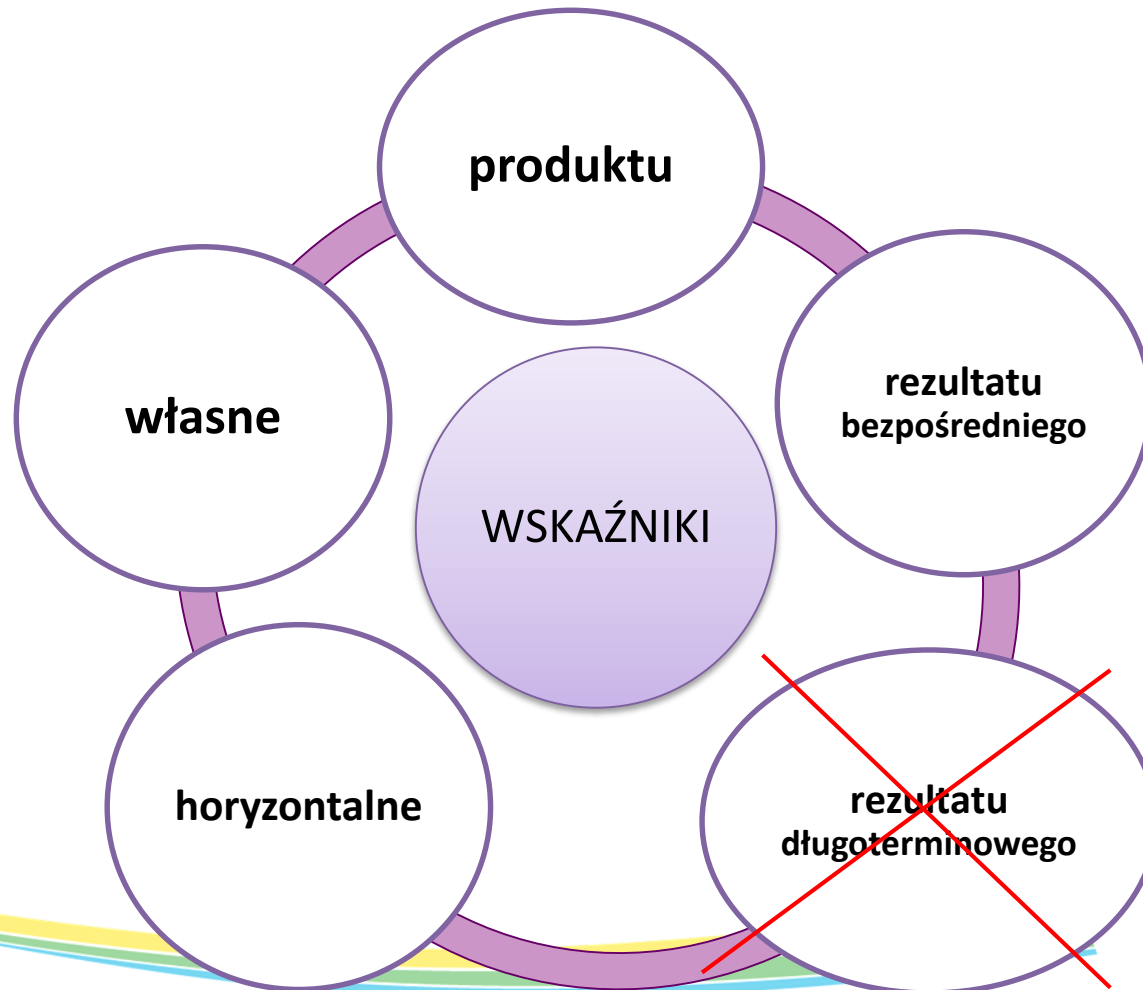 produktu
rezultatu
bezpośredniego
własne
WSKAŹNIKI
horyzontalne
rezultatu
długoterminowego